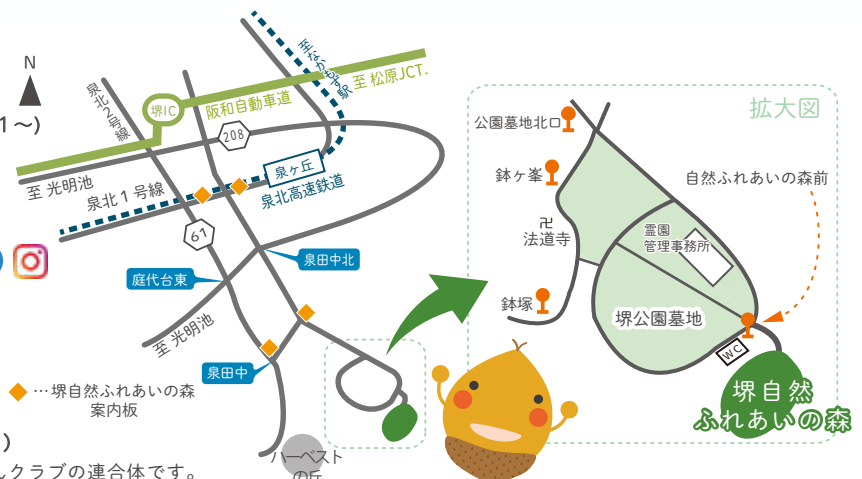 N
1～)
泉北2号線
堺IC
阪和自動車道
至なかもず駅
至 松原JCT.
208
至 光明池
泉北1号線
泉ヶ丘
泉北高速鉄道
61
泉田中北
庭代台東
至 光明池
泉田中
…堺自然ふれあいの森
案内板
)
ハーベスト
の丘
クラブの連合体です。
拡大図
公園墓地北口
鉢ヶ峯
自然ふれあいの森前
卍
法道寺
霊園
管理事務所
鉢塚
堺公園墓地
WC
堺自然
ふれあいの森